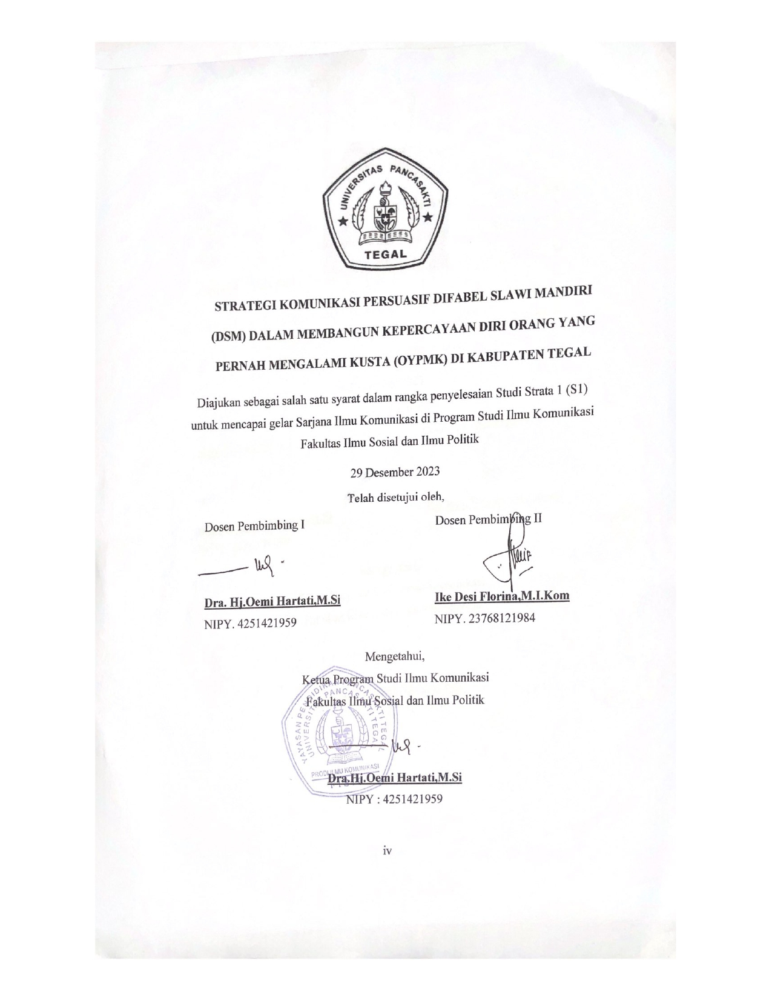 UNIVERSITAS PANCASAKTI
TEGAL
STRATEGI KOMUNIKASI PERSUASIF DIFABEL SLAWI MANDIRI
(DSM) DALAM MEMBANGUN KEPERCAYAAN DIRI ORANG YANG
PERNAH MENGALAMI KUSTA (OYPMK) DI KABUPATEN TEGAL
Diajukan sebagai salah satu syarat dalam rangka penyelesaian Studi Strata 1 (S1)
untuk mencapai gelar Sarjana Ilmu Komunikasi di Program Studi Ilmu Komunikasi
Fakultas Ilmu Sosial dan Ilmu Politik
29 Desember 2023
Telah disetujui oleh,
Dosen Pembimbing I
Dosen Pembimbing II
Dra. Hj.Oemi Hartati,M.Si
Ike Desi Florina,M.I.Kom
NIPY. 4251421959
NIPY. 23768121984
Mengetahui,
Ketua Program Studi Ilmu Komunikasi
Fakultas Ilmu Sosial dan Ilmu Politik
YAYASAN PENDIDIKAN PANCASAKTI TEGAL
UNIVERSITAS PANCASAKTI TEGAL
PRODI ILMU KOMUNIKASI
Dra.Hj.Oemi Hartati,M.Si
NIPY : 4251421959
iv